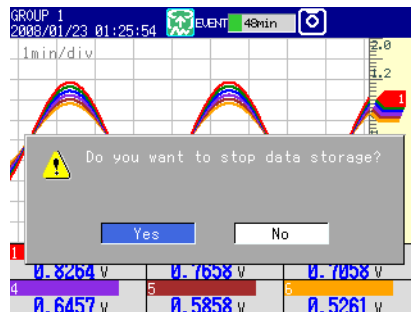 GROUP 1
2008/01/23 01:25:54 EVENT 48min
1min/div
2.0
1.2
1
Do you want to stop data storage?
Yes No
1
0.8264 V 0.7658 V 0.7058 V
4 5 6
0.6457 V 0.5858 V 0.5261 V